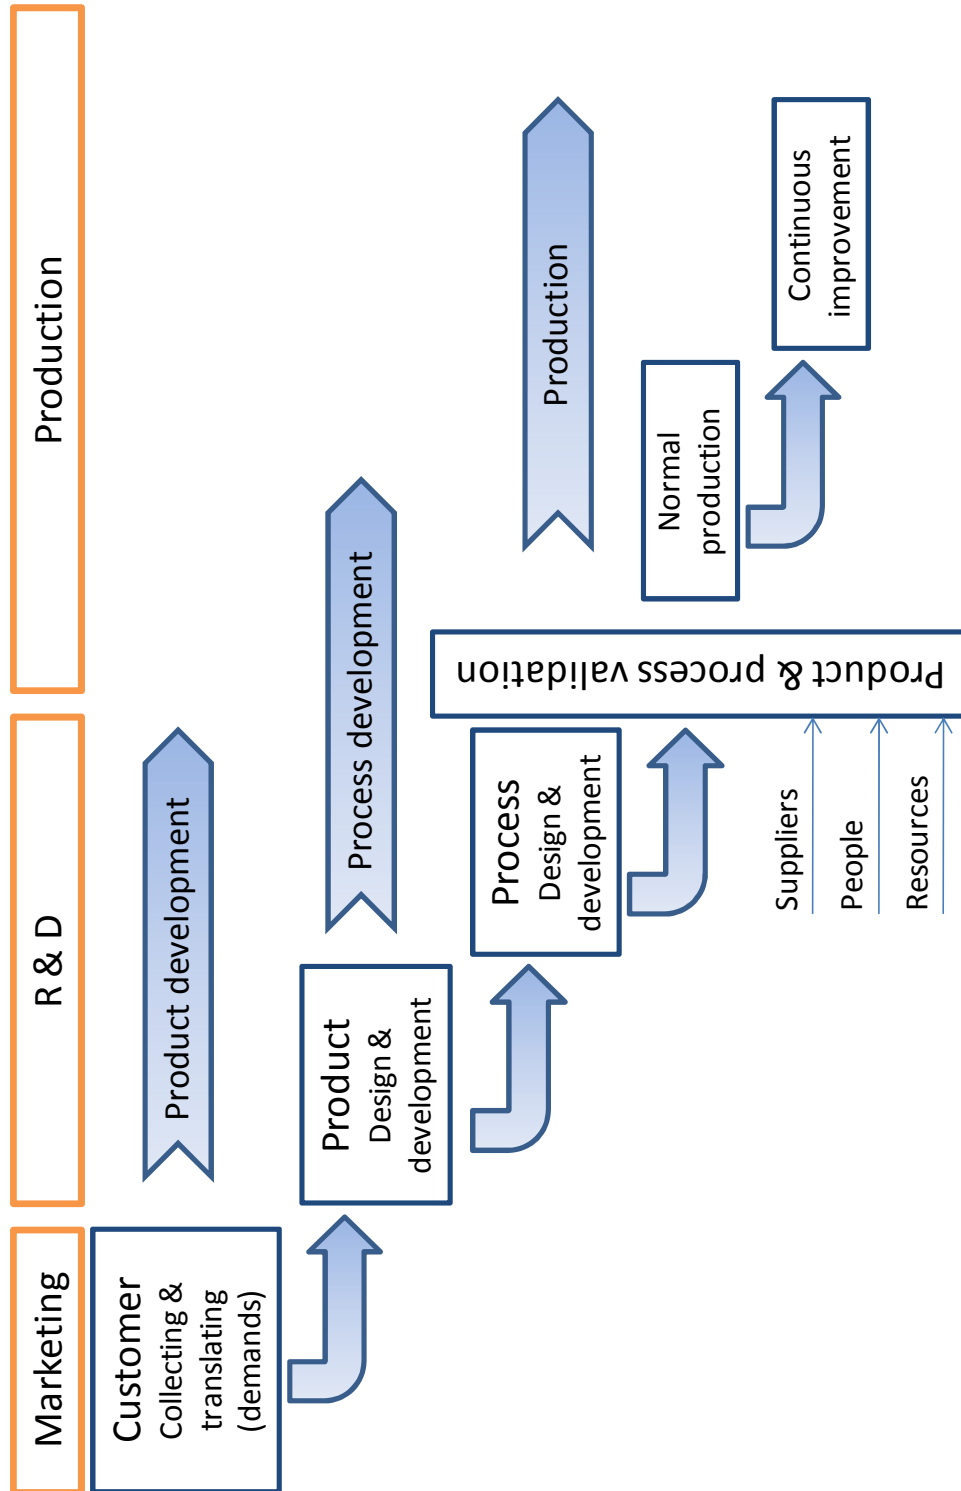 Marketing
R & D
Production
Customer
Collecting &
translating
(demands)
Product development
Product
Design &
development
Process development
Process
Design &
development
Product & process validation
Suppliers
People
Resources
Production
Normal
production
Continuous
improvement